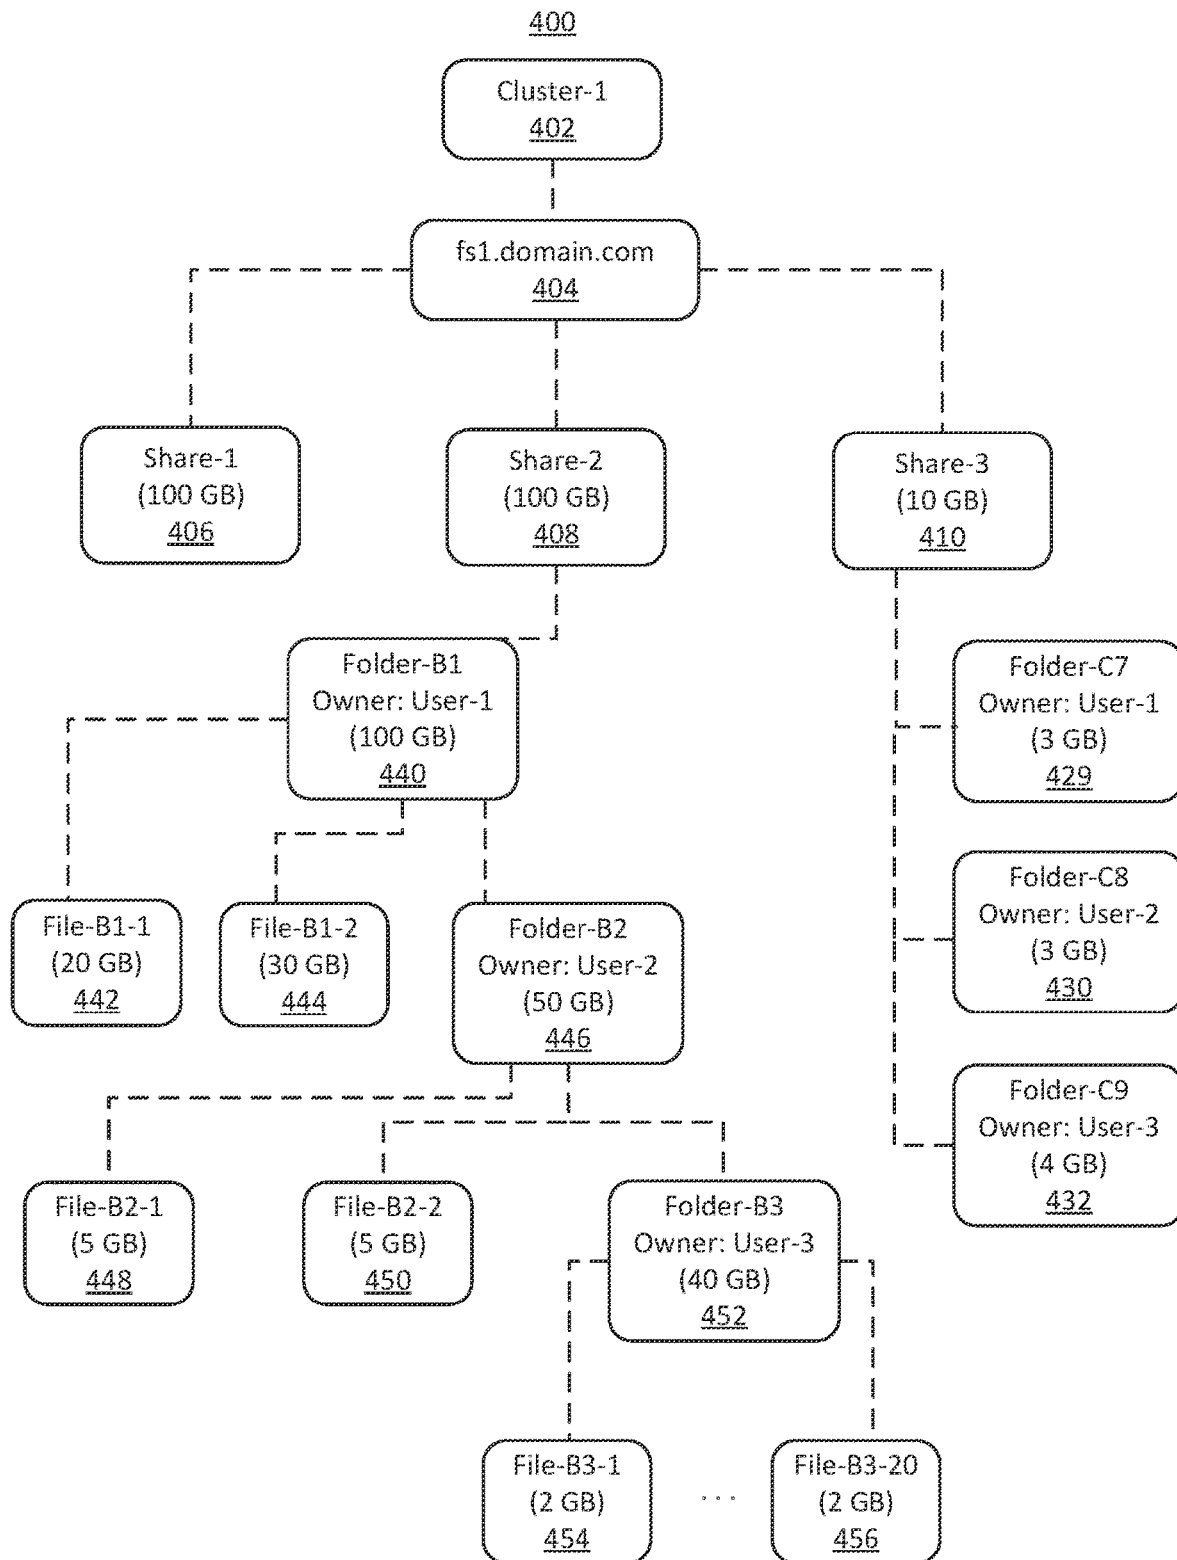 400
Cluster-1
402
fs1.domain.com
404
Share-1
(100 GB)
406
Share-2
(100 GB)
408
Share-3
(10 GB)
410
Folder-B1
Owner: User-1
(100 GB)
440
Folder-C7
Owner: User-1
(3 GB)
429
File-B1-1
(20 GB)
442
File-B1-2
(30 GB)
444
Folder-B2
Owner: User-2
(50 GB)
446
Folder-C8
Owner: User-2
(3 GB)
430
Folder-C9
Owner: User-3
(4 GB)
432
File-B2-1
(5 GB)
448
File-B2-2
(5 GB)
450
Folder-B3
Owner: User-3
(40 GB)
452
File-B3-1
(2 GB)
454
. . .
File-B3-20
(2 GB)
456